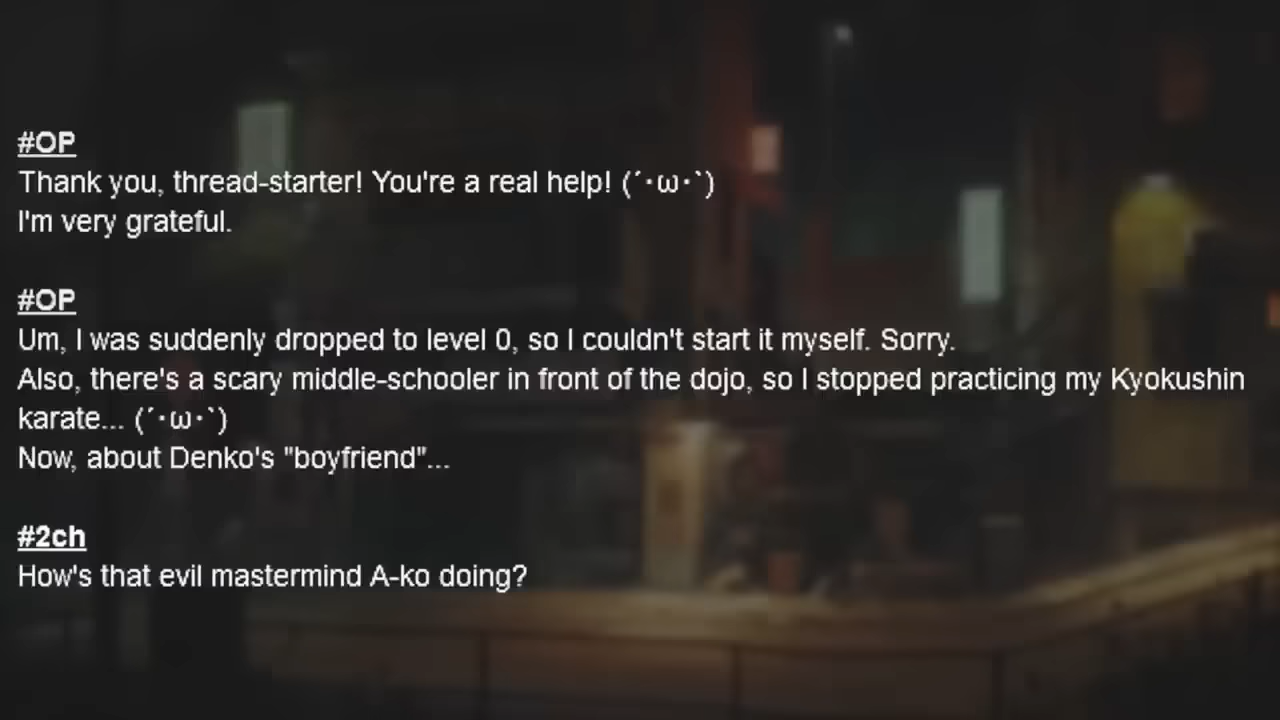 #OP
Thank you, thread-starter! You're a real help! (´･ω･`)
I'm very grateful.
#OP
Um, I was suddenly dropped to level 0, so I couldn't start it myself. Sorry.
Also, there's a scary middle-schooler in front of the dojo, so I stopped practicing my Kyokushin
karate... (´･ω･`)
Now, about Denko's "boyfriend"...
#2ch
How's that evil mastermind A-ko doing?